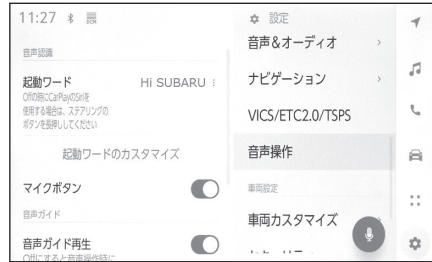 11:27
音声認識
起動ワード Hi SUBARU
Offの際にCarPlayのSiriを
使用する場合は、ステアリングの
ボタンを長押ししてください
起動ワードのカスタマイズ
マイクボタン
音声ガイド
音声ガイド再生
Offにすると音声操作時に
設定
音声&オーディオ
ナビゲーション
VICS/ETC2.0/TSPS
音声操作
車両設定
車両カスタマイズ